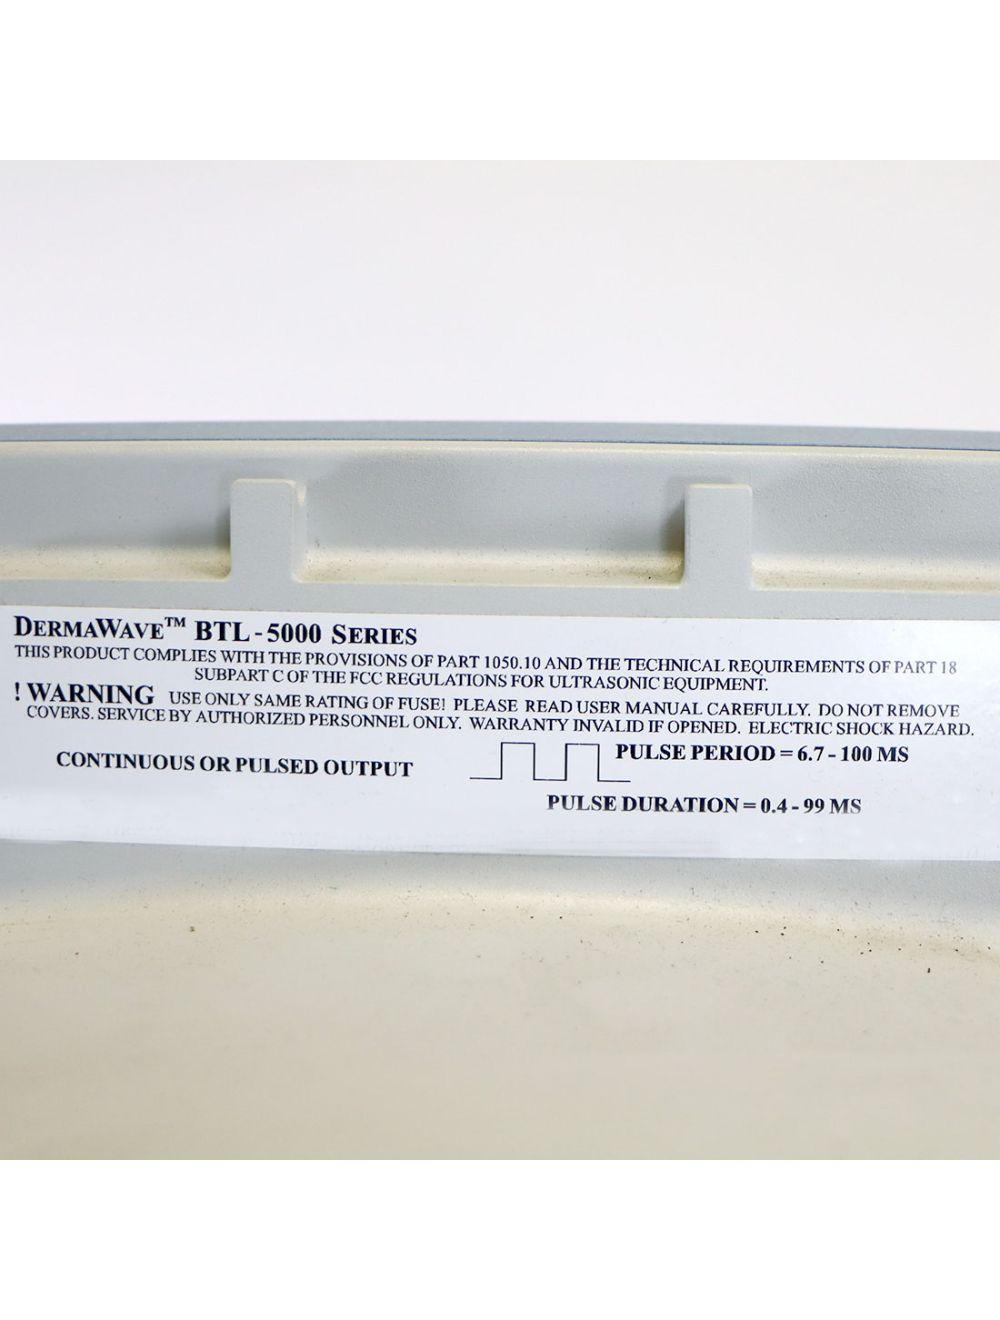 DERMAWAVE™ BTL-5000 SERIES
THIS PRODUCT COMPLIES WITH THE PROVISIONS OF PART 1050.10 AND THE TECHNICAL REQUIREMENTS OF PART 18
SUBPART C OF THE FCC REGULATIONS FOR ULTRASONIC EQUIPMENT.
! WARNING USE ONLY SAME RATING OF FUSE! PLEASE READ USER MANUAL CAREFULLY. DO NOT REMOVE
COVERS. SERVICE BY AUTHORIZED PERSONNEL ONLY. WARRANTY INVALID IF OPENED. ELECTRIC SHOCK HAZARD.
CONTINUOUS OR PULSED OUTPUT PULSE PERIOD = 6.7 - 100 MS
PULSE DURATION = 0.4 - 99 MS